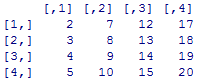 [,1] [,2] [,3] [,4]
[1,] 2 7 12 17
[2,] 3 8 13 18
[3,] 4 9 14 19
[4,] 5 10 15 20